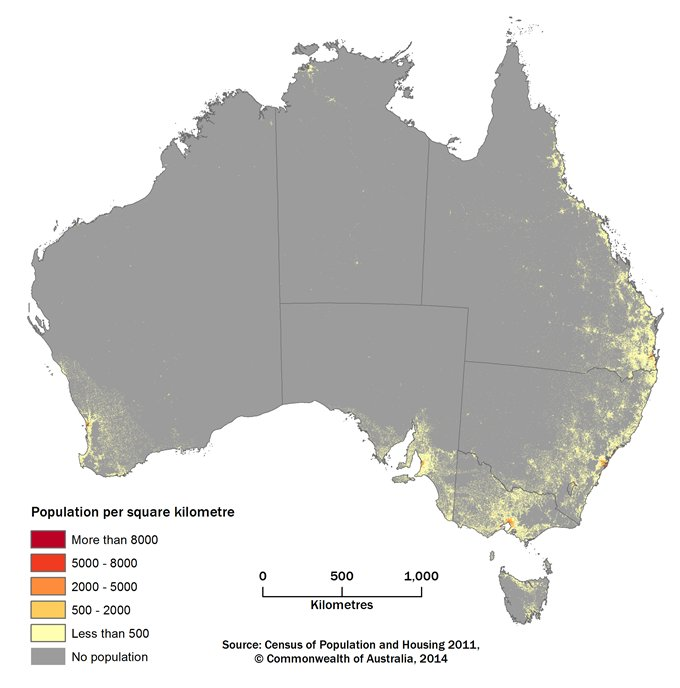 Population per square kilometre
More than 8000
5000 - 8000
2000 - 5000
500 - 2000
Less than 500
No population
0 500 1,000
Kilometres
Source: Census of Population and Housing 2011,
© Commonwealth of Australia, 2014